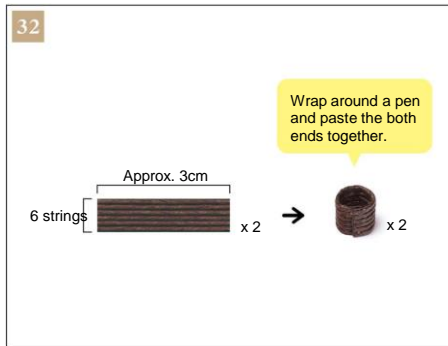 32
Wrap around a pen
and paste the both
ends together.
Approx. 3cm
6 strings
x 2
x 2